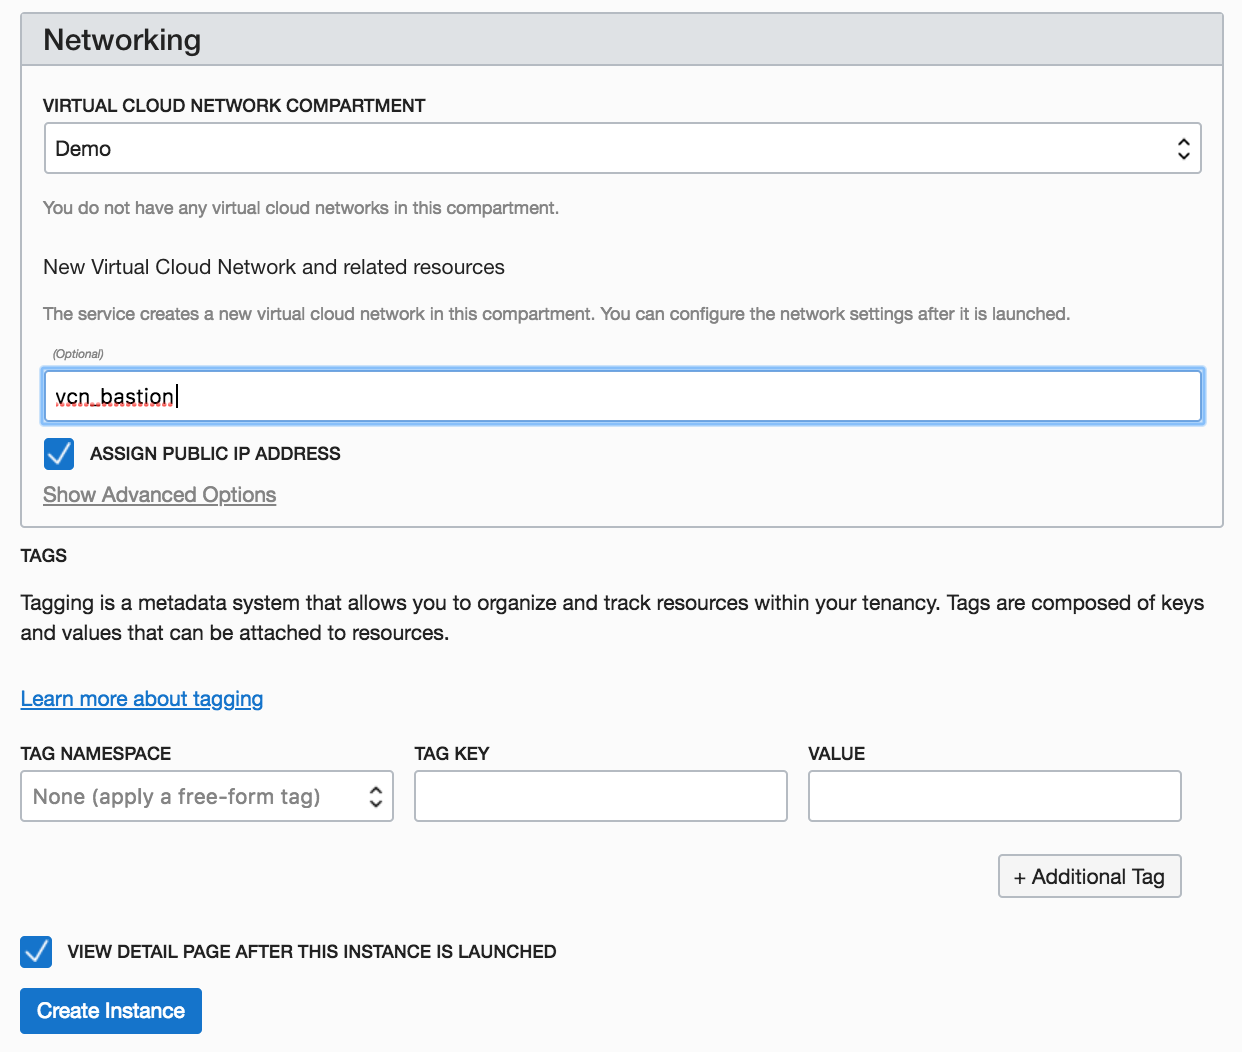 Networking
VIRTUAL CLOUD NETWORK COMPARTMENT
Demo
You do not have any virtual cloud networks in this compartment.
New Virtual Cloud Network and related resources
The service creates a new virtual cloud network in this compartment. You can configure the network settings after it is launched.
(Optional)
vcn_bastion
ASSIGN PUBLIC IP ADDRESS
Show Advanced Options
TAGS
Tagging is a metadata system that allows you to organize and track resources within your tenancy. Tags are composed of keys
and values that can be attached to resources.
Learn more about tagging
TAG NAMESPACE TAG KEY VALUE
None (apply a free-form tag)
+ Additional Tag
VIEW DETAIL PAGE AFTER THIS INSTANCE IS LAUNCHED
Create Instance